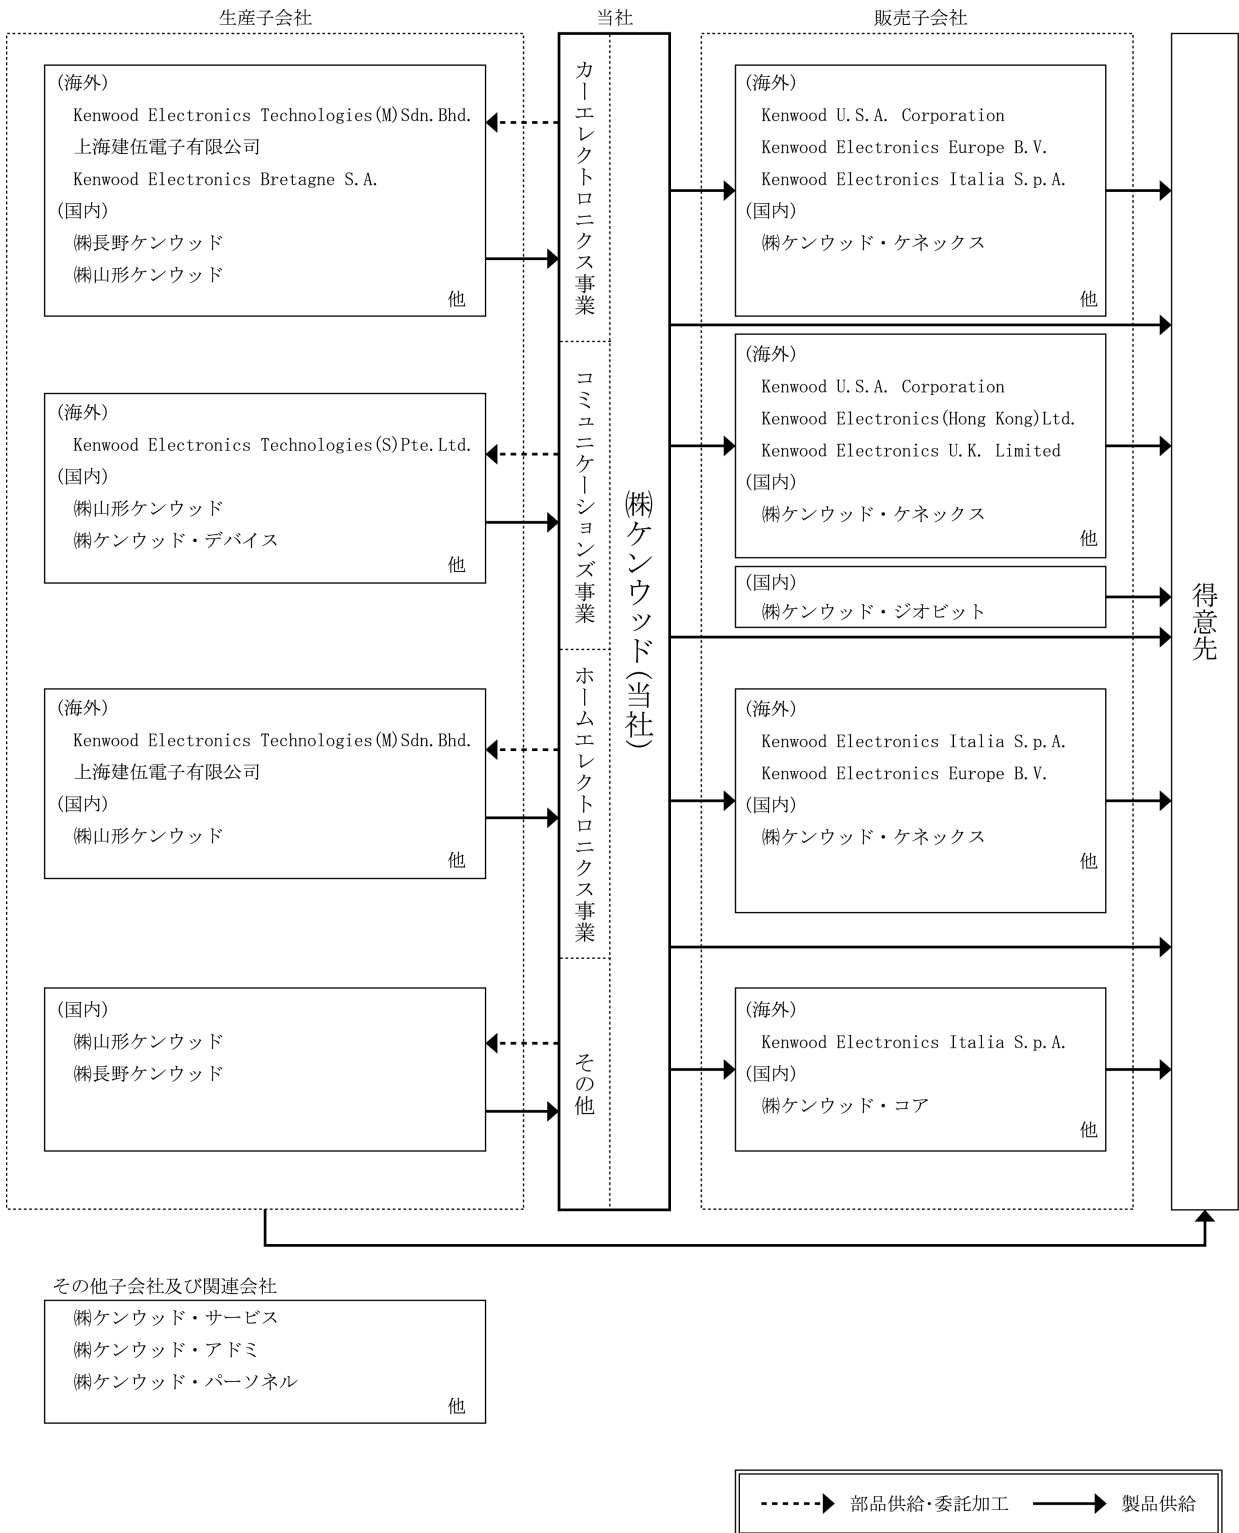 生産子会社
当社
販売子会社
(海外)
Kenwood Electronics Technologies(M)Sdn.Bhd.
上海建伍電子有限公司
Kenwood Electronics Bretagne S.A.
(国内)
㈱長野ケンウッド
㈱山形ケンウッド
他
(海外)
Kenwood Electronics Technologies(S)Pte.Ltd.
(国内)
㈱山形ケンウッド
㈱ケンウッド・デバイス
他
(海外)
Kenwood Electronics Technologies(M)Sdn.Bhd.
上海建伍電子有限公司
(国内)
㈱山形ケンウッド
他
(国内)
㈱山形ケンウッド
㈱長野ケンウッド
カーエレクトロニクス事業
コミュニケーションズ事業
ホームエレクトロニクス事業
その他
㈱ケンウッド(当社)
(海外)
Kenwood U.S.A. Corporation
Kenwood Electronics Europe B.V.
Kenwood Electronics Italia S.p.A.
(国内)
㈱ケンウッド・ケネックス
他
(海外)
Kenwood U.S.A. Corporation
Kenwood Electronics(Hong Kong)Ltd.
Kenwood Electronics U.K. Limited
(国内)
㈱ケンウッド・ケネックス
他
(国内)
㈱ケンウッド・ジオビット
(海外)
Kenwood Electronics Italia S.p.A.
Kenwood Electronics Europe B.V.
(国内)
㈱ケンウッド・ケネックス
他
(海外)
Kenwood Electronics Italia S.p.A.
(国内)
㈱ケンウッド・コア
他
得意先
その他子会社及び関連会社
㈱ケンウッド・サービス
㈱ケンウッド・アドミ
㈱ケンウッド・パーソネル
他
部品供給・委託加工
製品供給